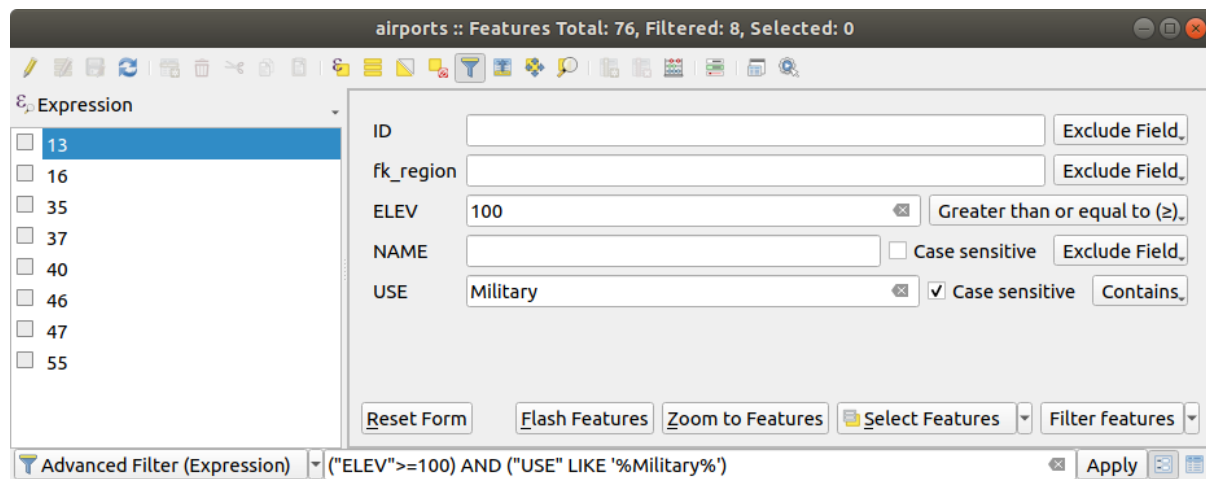 airports :: Features Total: 76, Filtered: 8, Selected: 0
Expression
13
16
35
37
40
46
47
55
ID Exclude Field
fk_region Exclude Field
ELEV 100 Greater than or equal to (≥)
NAME Case sensitive Exclude Field
USE Military Case sensitive Contains
Reset Form Flash Features Zoom to Features Select Features Filter features
Advanced Filter (Expression) ("ELEV">=100) AND ("USE" LIKE '%Military%') Apply